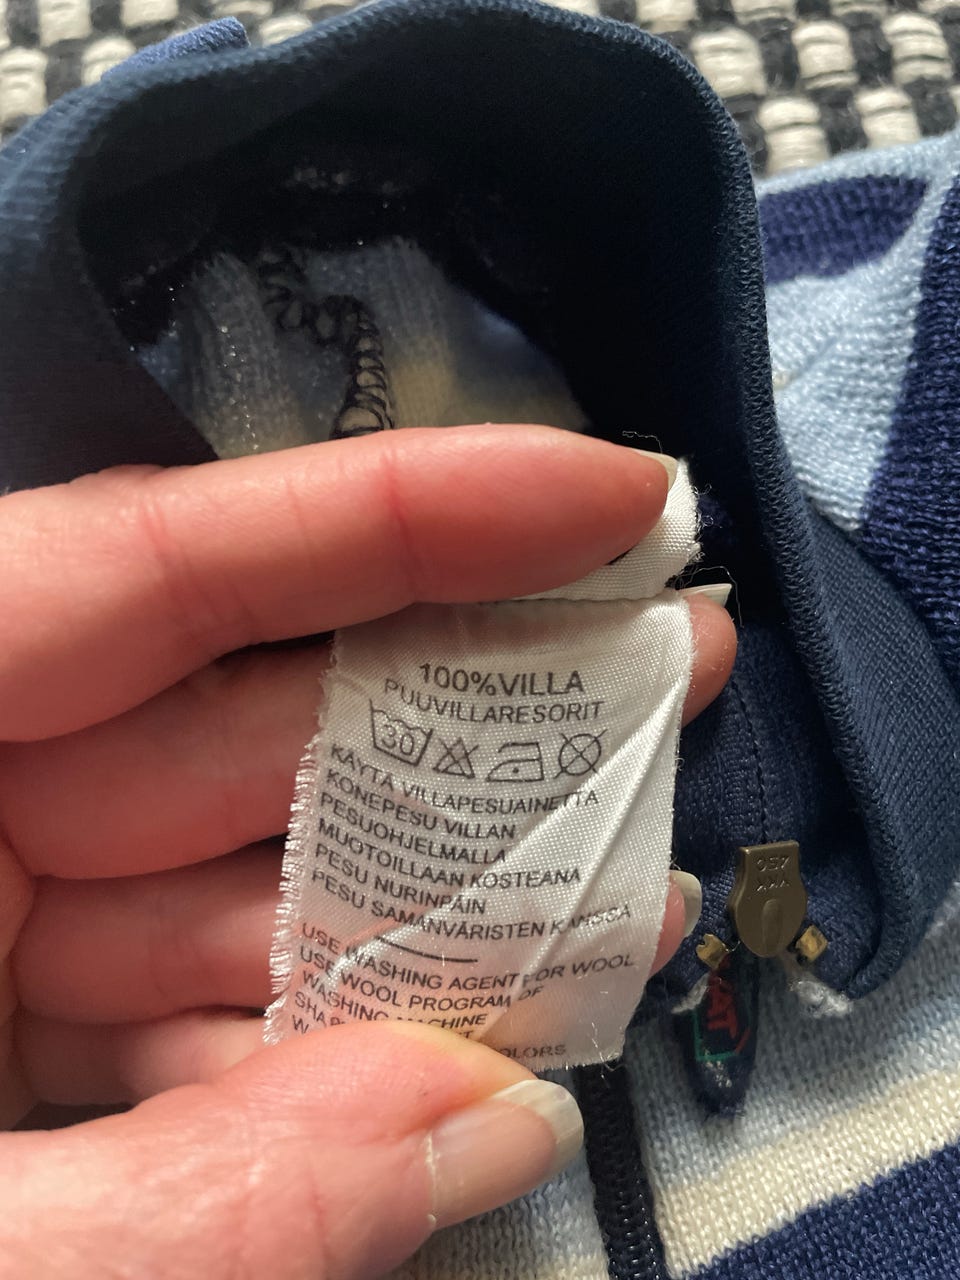 100%VILLA
PUUVILLARESORIT
30
KÄYTÄ VILLAPESUAINETTA
KONEPESU VILLAN
PESUOHJELMALLA
MUOTOILLAAN KOSTEANA
PESU NURINPÄIN
PESU SAMANVÄRISTEN KANSSA
USE WASHING AGENT FOR WOOL
USE WOOL PROGRAM OF
WASHING MACHINE
YKK